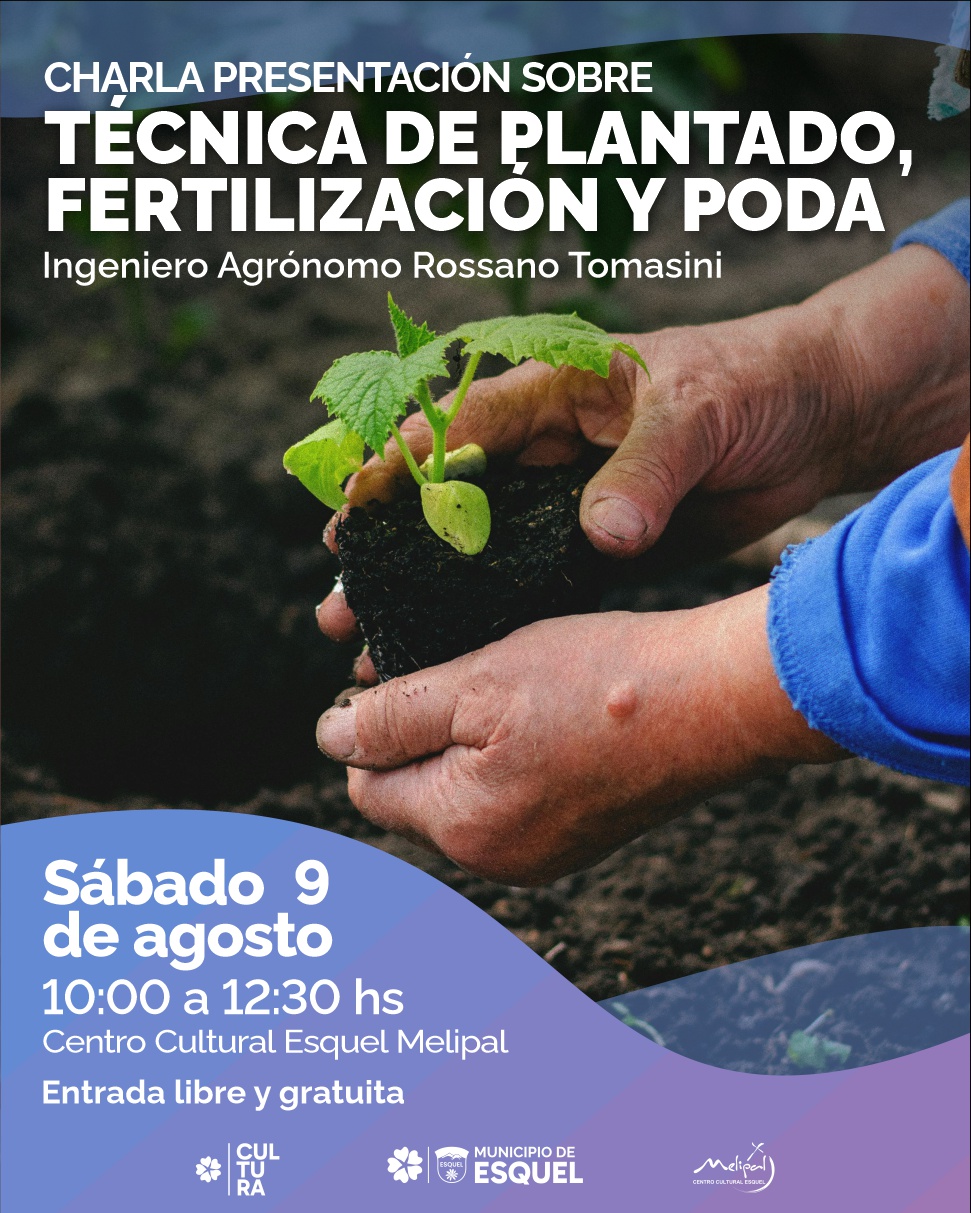 CHARLA PRESENTACIÓN SOBRE
TÉCNICA DE PLANTADO,
FERTILIZACIÓN Y PODA
Ingeniero Agrónomo Rossano Tomasini
Sábado 9
de agosto
10:00 a 12:30 hs
Centro Cultural Esquel Melipal
Entrada libre y gratuita
CUL
TU
RA
ESQUEL
MUNICIPIO DE
ESQUEL
Melipal
CENTRO CULTURAL ESQUEL